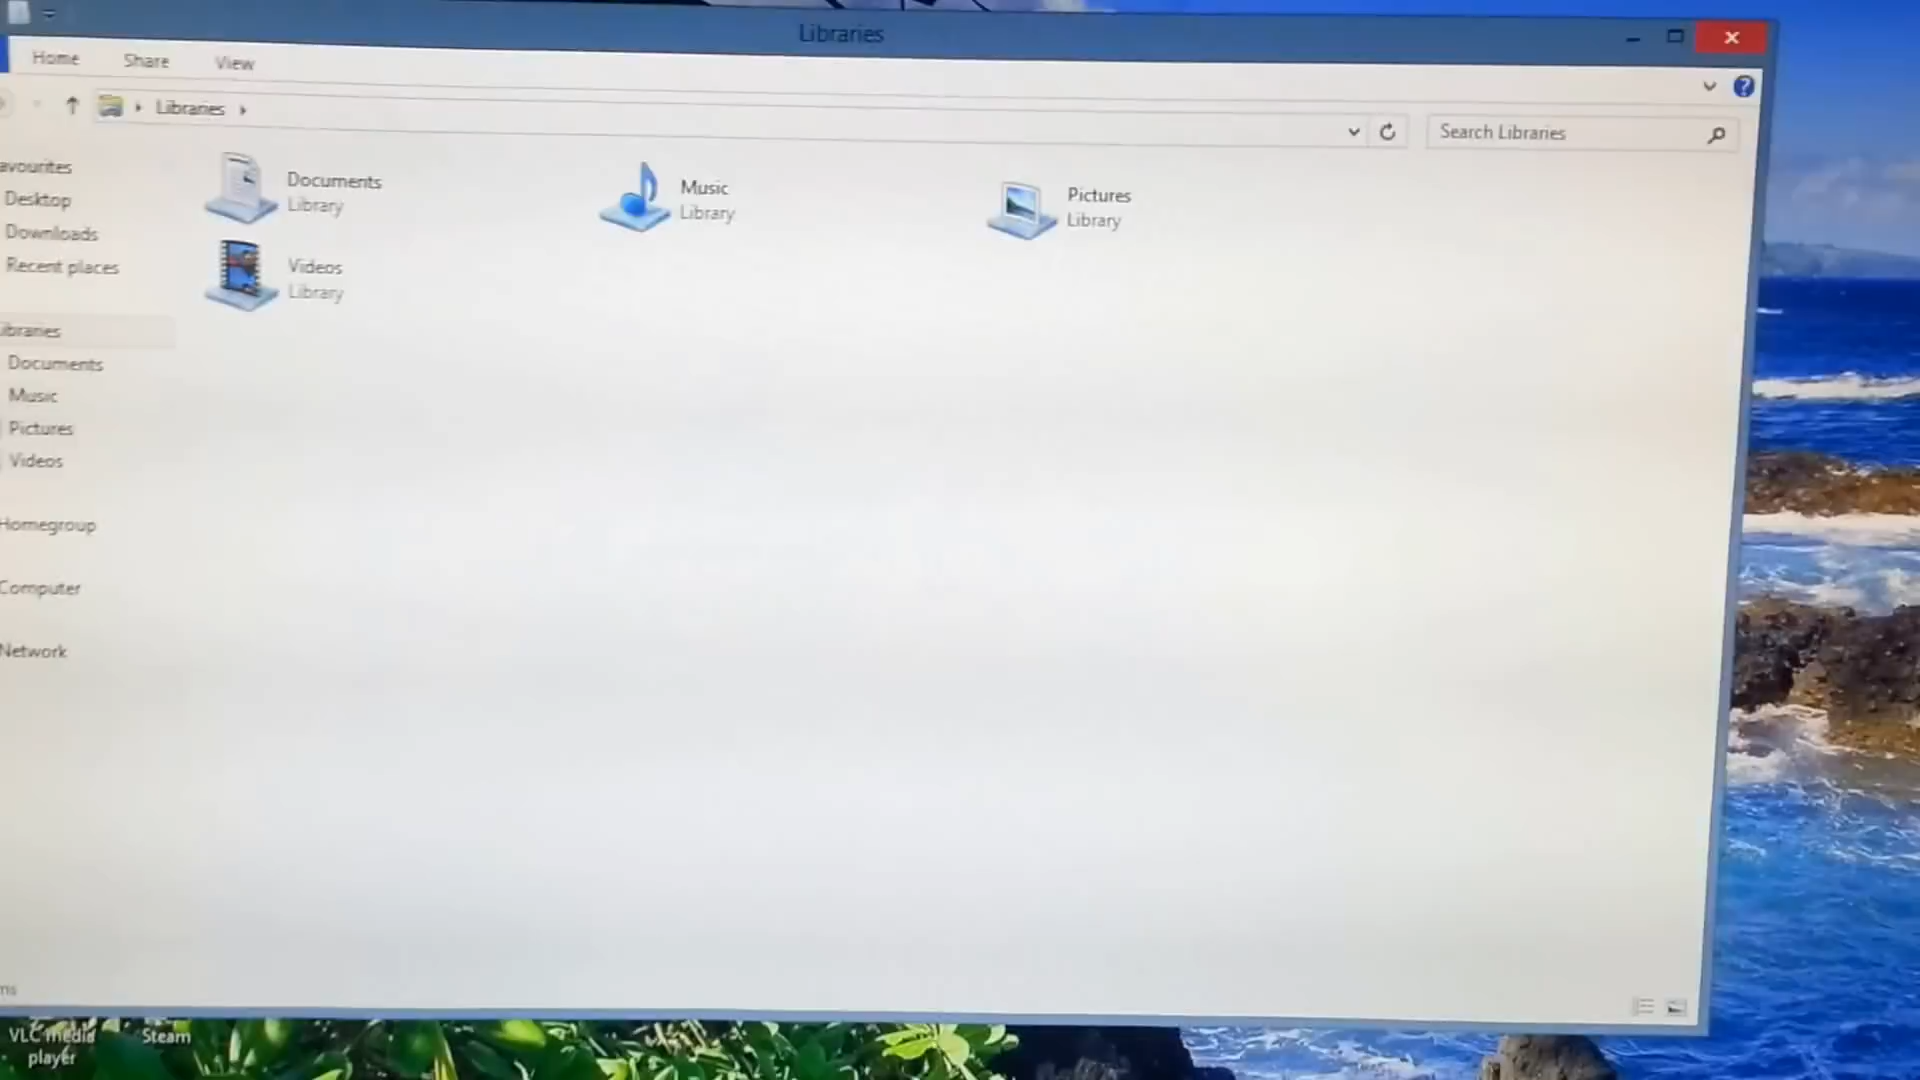 Libraries
Home Share View
Libraries
Search Libraries
avourites
Desktop
Downloads
Recent places
ibraries
Documents
Music
Pictures
Videos
Homegroup
Computer
Network
Documents
Library
Music
Library
Pictures
Library
Videos
Library
ms
VLC media
player
Steam